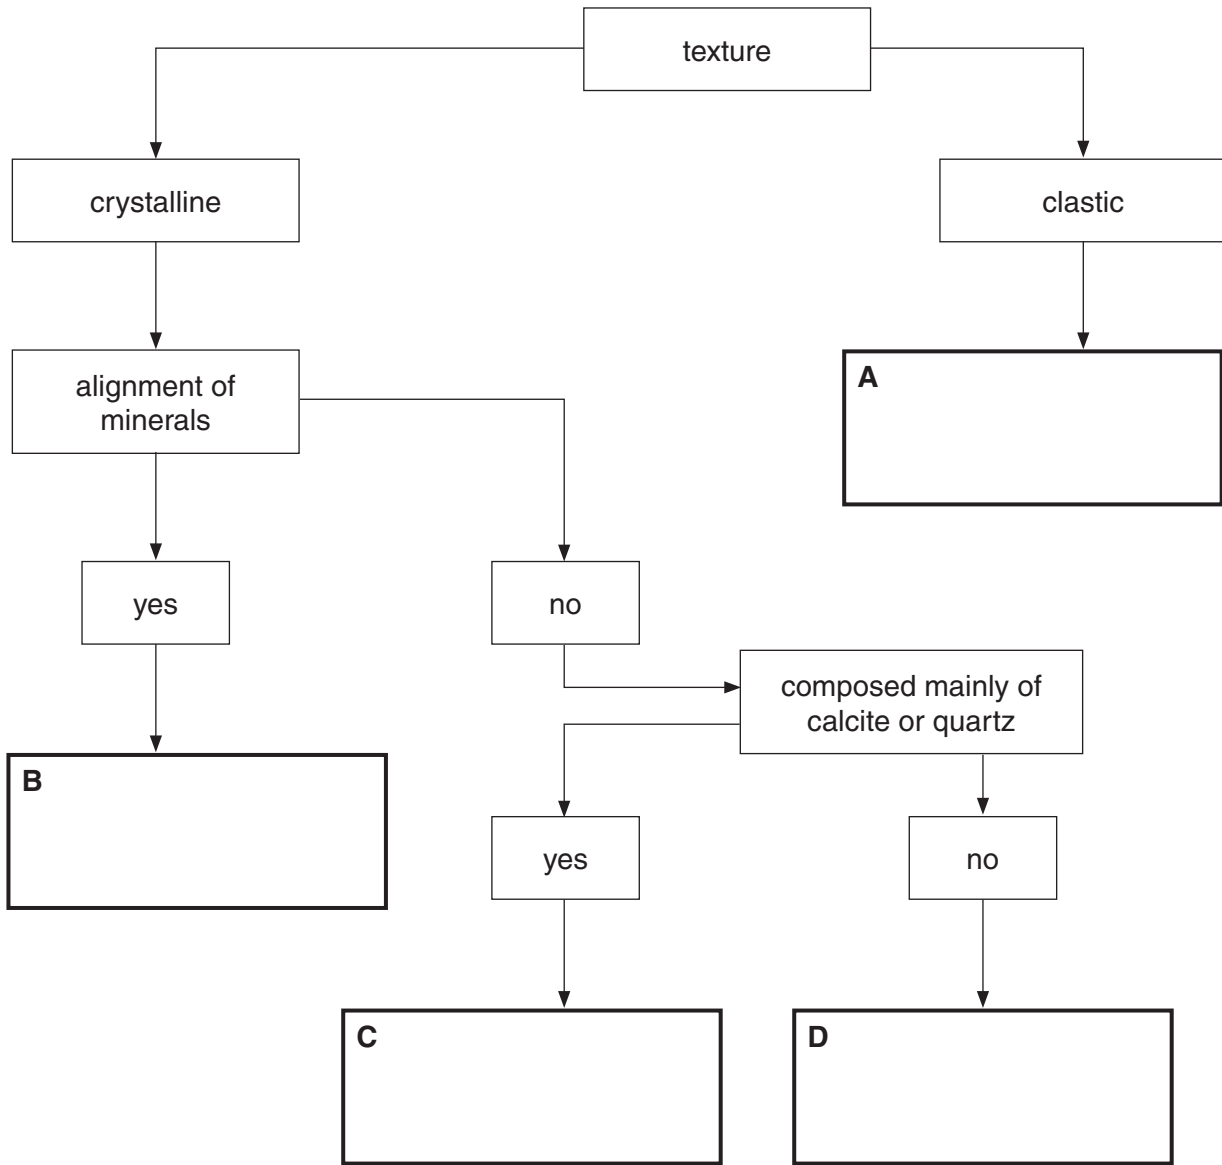 texture
crystalline
clastic
alignment of
minerals
A
yes
no
composed mainly of
calcite or quartz
B
yes
no
C
D